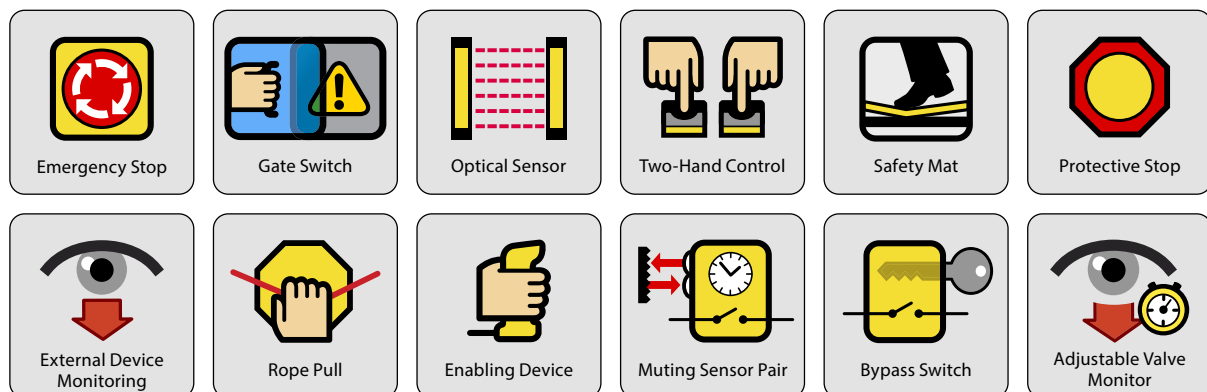 Emergency Stop
Gate Switch
Optical Sensor
Two-Hand Control
Safety Mat
Protective Stop
External Device
Monitoring
Rope Pull
Enabling Device
Muting Sensor Pair
Bypass Switch
Adjustable Valve
Monitor